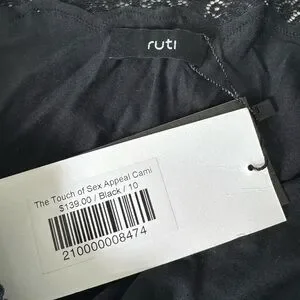 ruti
The Touch of Sex Appeal Cami
$139.00 / Black / 10
210000008474